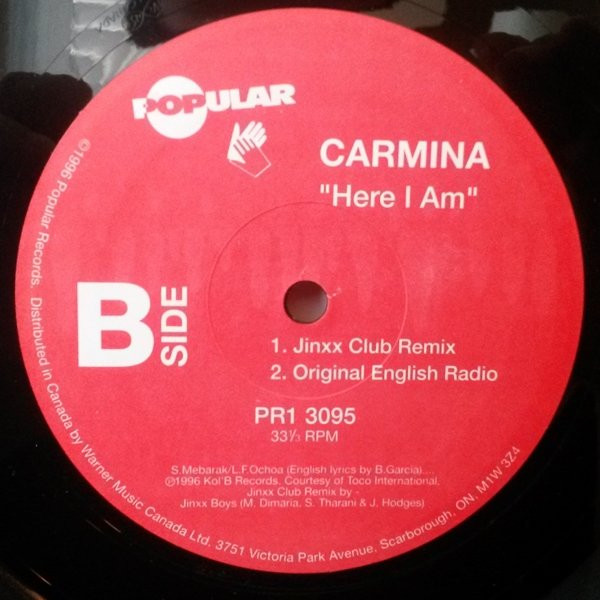 POPULAR
CARMINA
"Here I Am"
B
SIDE
1. Jinxx Club Remix
2. Original English Radio
PR1 3095
33⅓ RPM
S.Mebarak/L.F.Ochoa (English lyrics by B.Garcia)....
℗1996 Kol'B Records. Courtesy of Toco International.
Jinxx Club Remix by -
Jinxx Boys (M. Dimaria, S. Tharani & J. Hodges)
©1996 Popular Records. Distributed in Canada by Warner Music Canada Ltd. 3751 Victoria Park Avenue, Scarborough, ON. M1W 3Z4